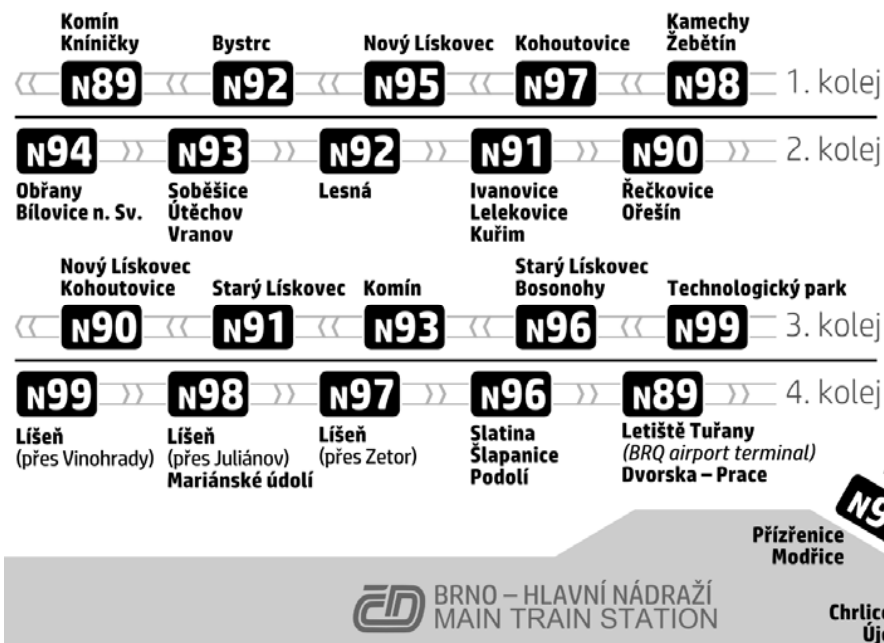 Komín
Kníničky
Bystrc
Nový Lískovec
Kohoutovice
Kamechy
Žebětín
N89
N92
N95
N97
N98
1. kolej
N94
N93
N92
N91
N90
2. kolej
Obřany
Bílovice n. Sv.
Soběšice
Útěchov
Vranov
Lesná
Ivanovice
Lelekovice
Kuřim
Řečkovice
Ořešín
Nový Lískovec
Kohoutovice
Starý Lískovec
Komín
Starý Lískovec
Bosonohy
Technologický park
N90
N91
N93
N96
N99
3. kolej
N99
N98
N97
N96
N89
4. kolej
Líšeň
(přes Vinohrady)
Líšeň
(přes Juliánov)
Mariánské údolí
Líšeň
(přes Zetor)
Slatina
Šlapanice
Podolí
Letiště Tuřany
(BRQ airport terminal)
Dvorska – Prace
Přízřenice
Modřice
ČD
BRNO – HLAVNÍ NÁDRAŽÍ
MAIN TRAIN STATION